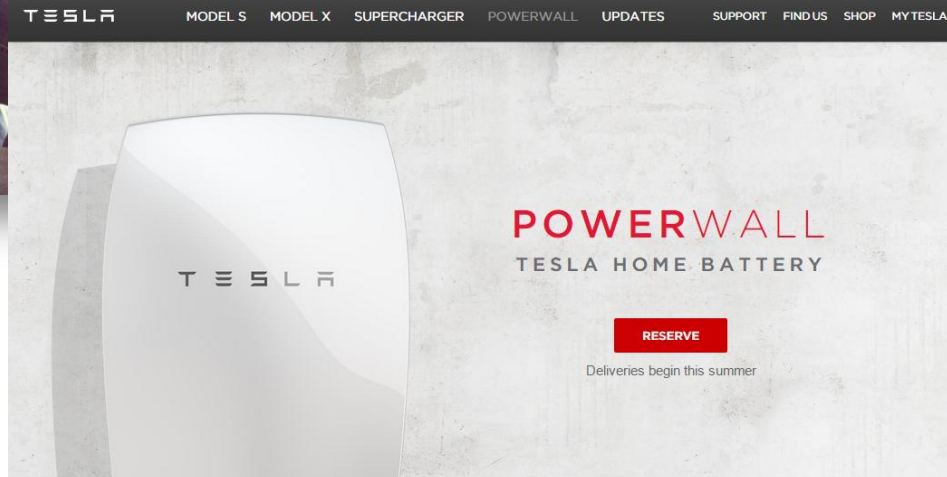 TESLA MODEL S MODEL X SUPERCHARGER POWERWALL UPDATES SUPPORT FIND US SHOP MY TESLA
POWERWALL
TESLA HOME BATTERY
TESLA
RESERVE
Deliveries begin this summer